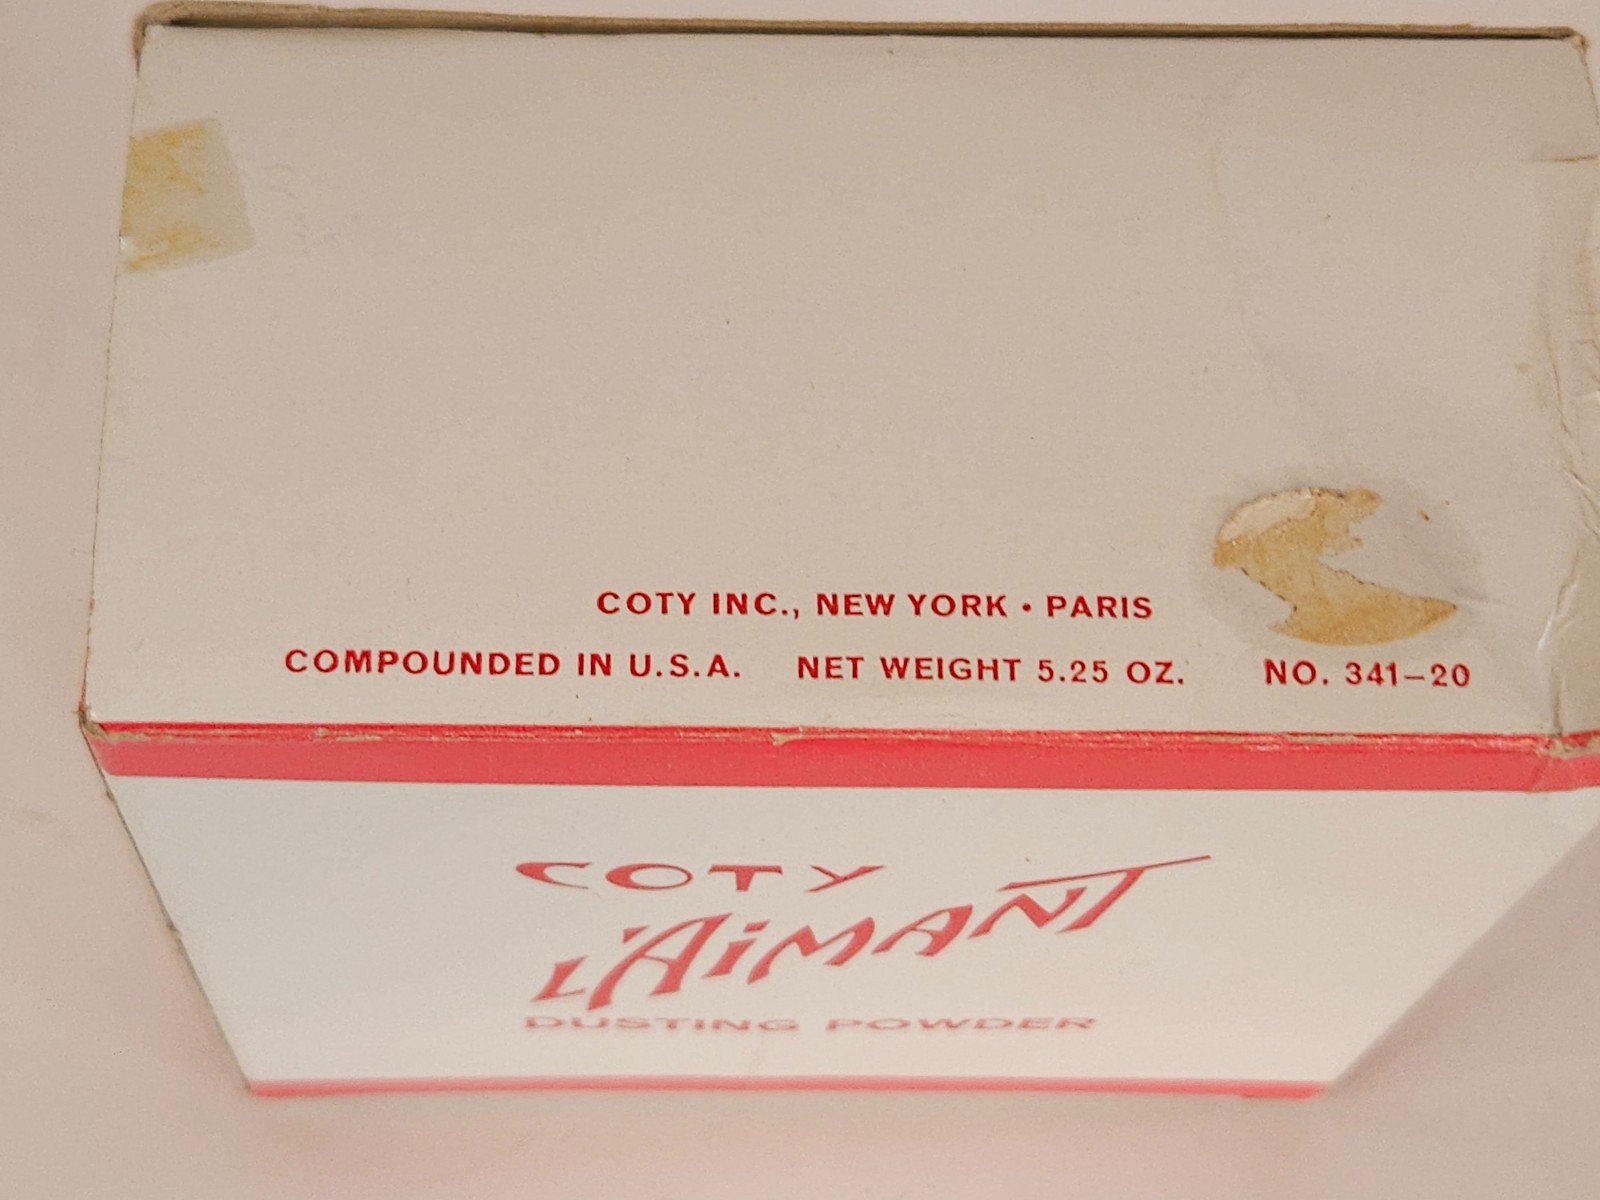 COTY INC., NEW YORK • PARIS
COMPOUNDED IN U.S.A. NET WEIGHT 5.25 OZ. NO. 341–20
COTY
L'AiMANT
DUSTING POWDER